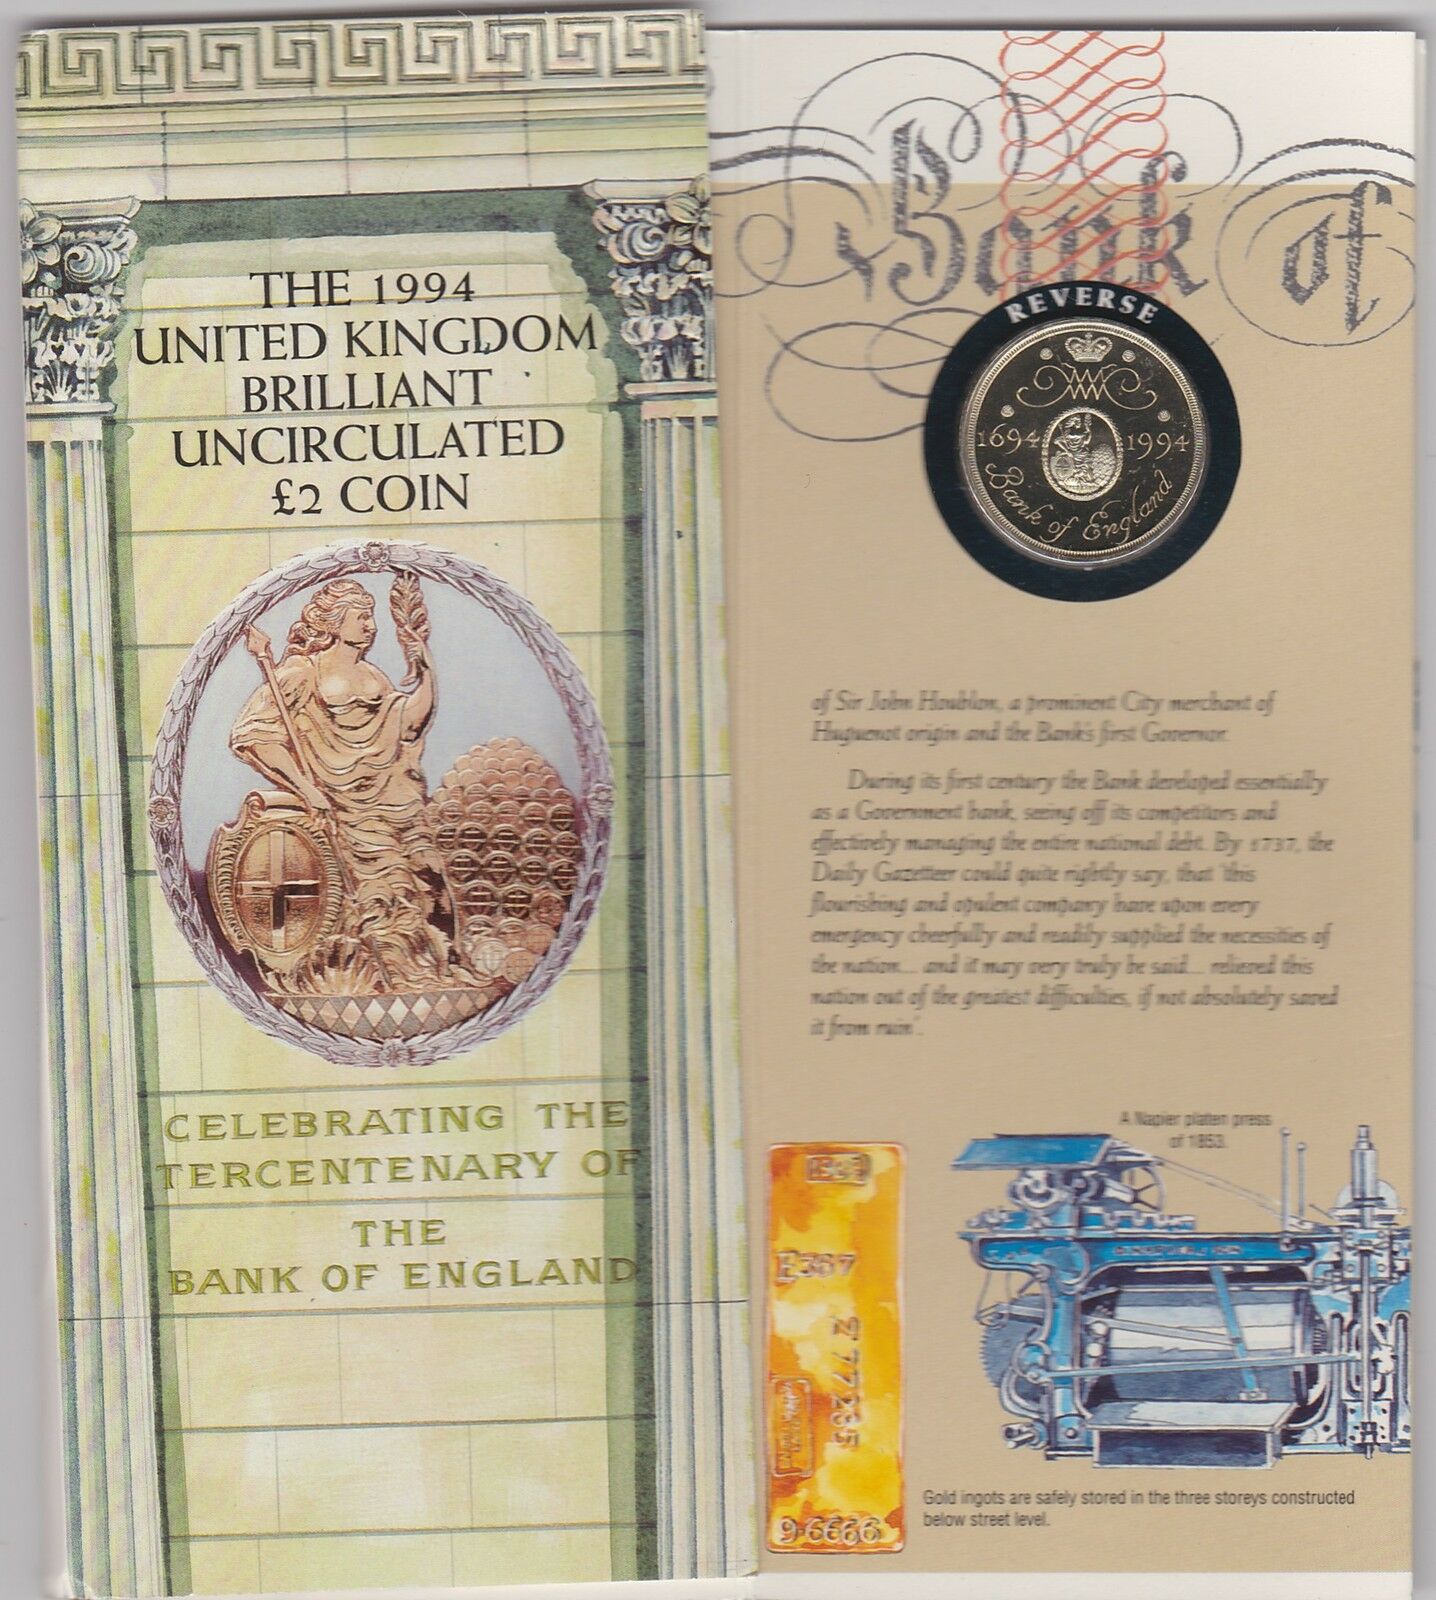 THE 1994
UNITED KINGDOM
BRILLIANT
UNCIRCULATED
£2 COIN
CELEBRATING THE
TERCENTENARY OF
THE
BANK OF ENGLAND
Bank of
REVERSE
1694 1994
Bank of England
of Sir John Houblon, a prominent City merchant of
Huguenot origin and the Bank's first Governor.
During its first century the Bank developed essentially
as a Government bank, seeing off its competitors and
effectively managing the entire national debt. By 1737, the
Daily Gazetteer could quite rightly say, that 'this
flourishing and opulent company have upon every
emergency cheerfully and readily supplied the necessities of
the nation... and it may very truly be said... relieved this
nation out of the greatest difficulties, if not absolutely saved
it from ruin'.
A Napier platen press
of 1853.
E367
Z 77235
9·6666
Gold ingots are safely stored in the three storeys constructed
below street level.